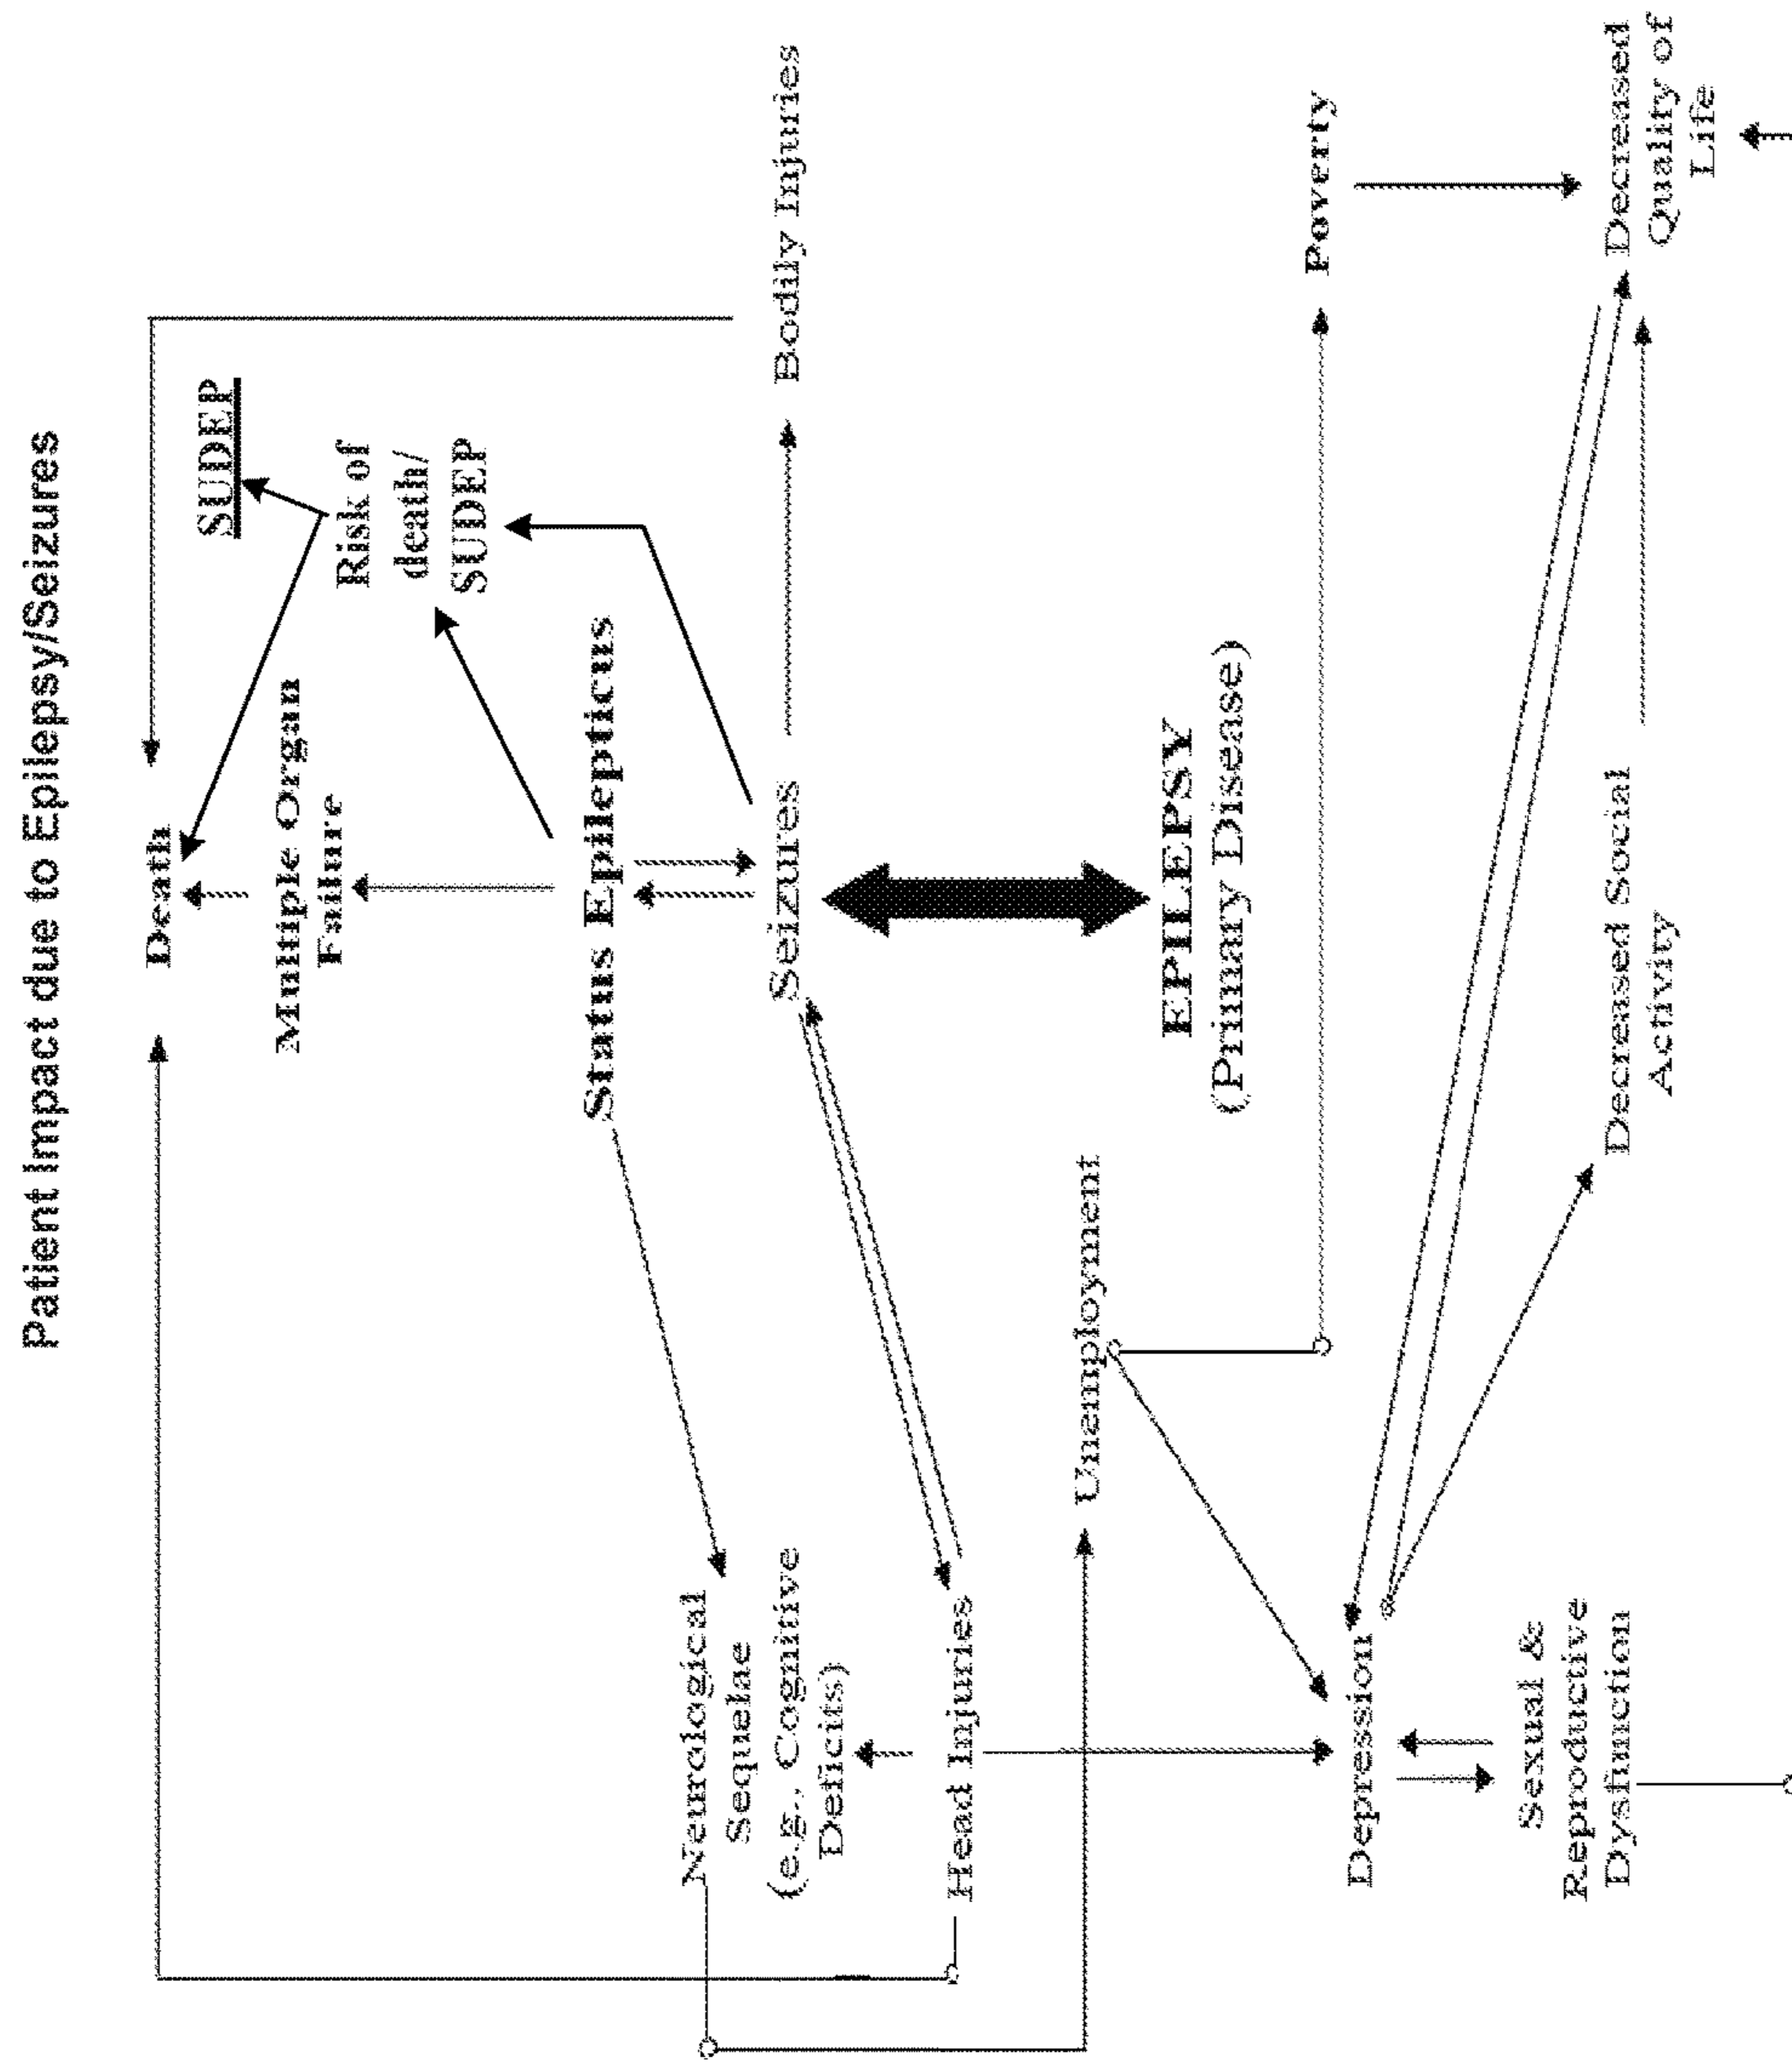 Patient Impact due to Epilepsy/Seizures
Death
SUDEP
Multiple Organ
Failure
Risk of
death/
SUDEP
Status Epilepticus
Neurological
Sequelae
(e.g., Cognitive
Deficits)
Seizures
Bodily Injuries
Head Injuries
Unemployment
EPILEPSY
(Primary Disease)
Poverty
Depression
Sexual &
Reproductive
Dysfunction
Decreased Social
Activity
Decreased
Quality of
Life